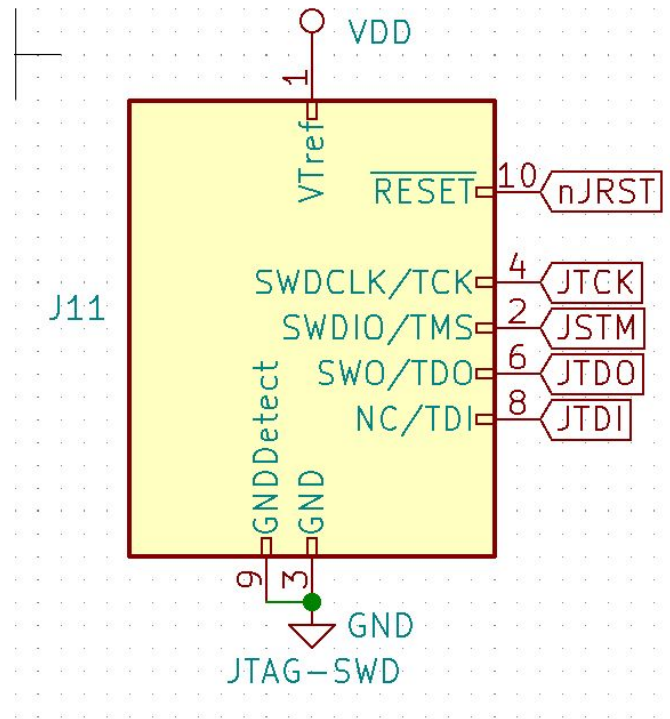 VDD
1
VTref
RESET 10 nJRST
SWDCLK/TCK 4 JTCK
J11
SWDIO/TMS 2 JSTM
SWO/TDO 6 JTDO
NC/TDI 8 JTDI
GNDDetect
GND
9
3
GND
JTAG-SWD